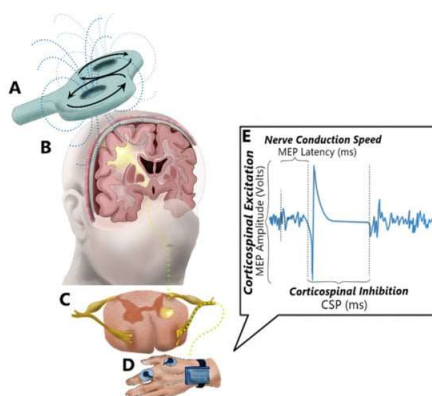 A
B
C
D
E
Nerve Conduction Speed
MEP Latency (ms)
Corticospinal Excitation
MEP Amplitude (Volts)
Corticospinal Inhibition
CSP (ms)